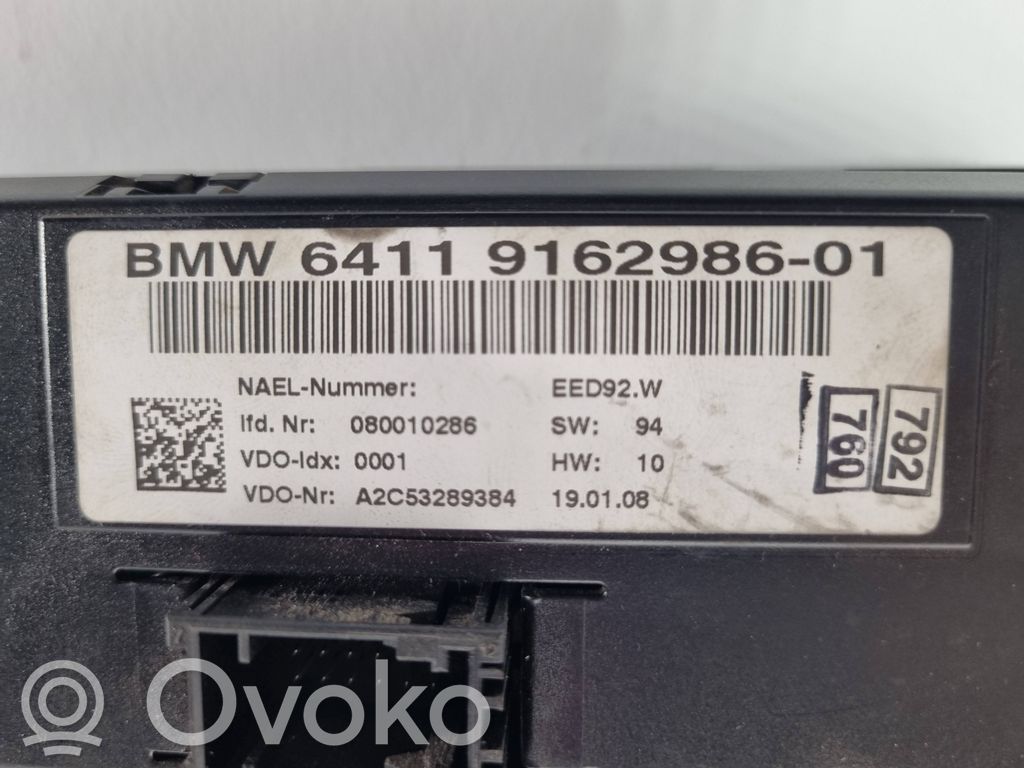 BMW 6411 9162986-01
NAEL-Nummer: EED92.W
lfd. Nr: 080010286 SW: 94
VDO-Idx: 0001 HW: 10
VDO-Nr: A2C53289384 19.01.08
760
792
Ovoko